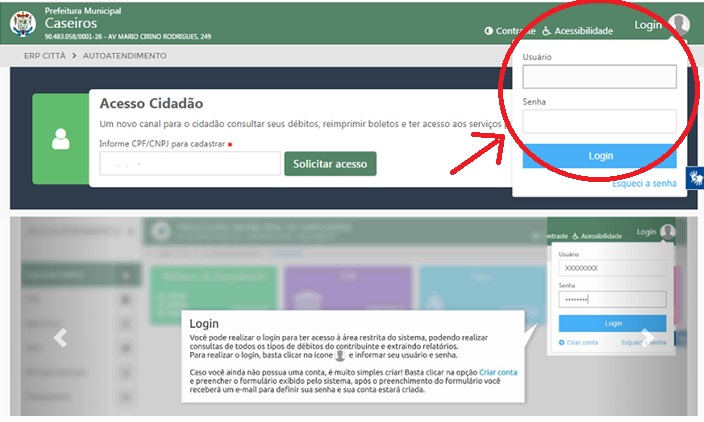 Prefeitura Municipal
Caseiros
90.483.058/0001-26 - AV MARIO CIRINO RODRIGUES, 249
Contraste Acessibilidade Login
ERP CITTÀ > AUTOATENDIMENTO
Usuário
Senha
Login
Esqueci a senha
Acesso Cidadão
Um novo canal para o cidadão consultar seus débitos, reimprimir boletos e ter acesso aos serviços
Informe CPF/CNPJ para cadastrar
Solicitar acesso
Acessibilidade Login
Usuário
XXXXXXXX
Senha
Login
Criar conta Esqueci a senha
Login
Você pode realizar o login para ter acesso à área restrita do sistema, podendo realizar
consultas de todos os tipos de débitos do contribuinte e extraindo relatórios.
Para realizar o login, basta clicar no ícone e informar seu usuário e senha.
Caso você ainda não possua uma conta, é muito simples criar! Basta clicar na opção Criar conta
e preencher o formulário exibido pelo sistema, após o preenchimento do formulário você
receberá um e-mail para definir sua senha e sua conta estará criada.